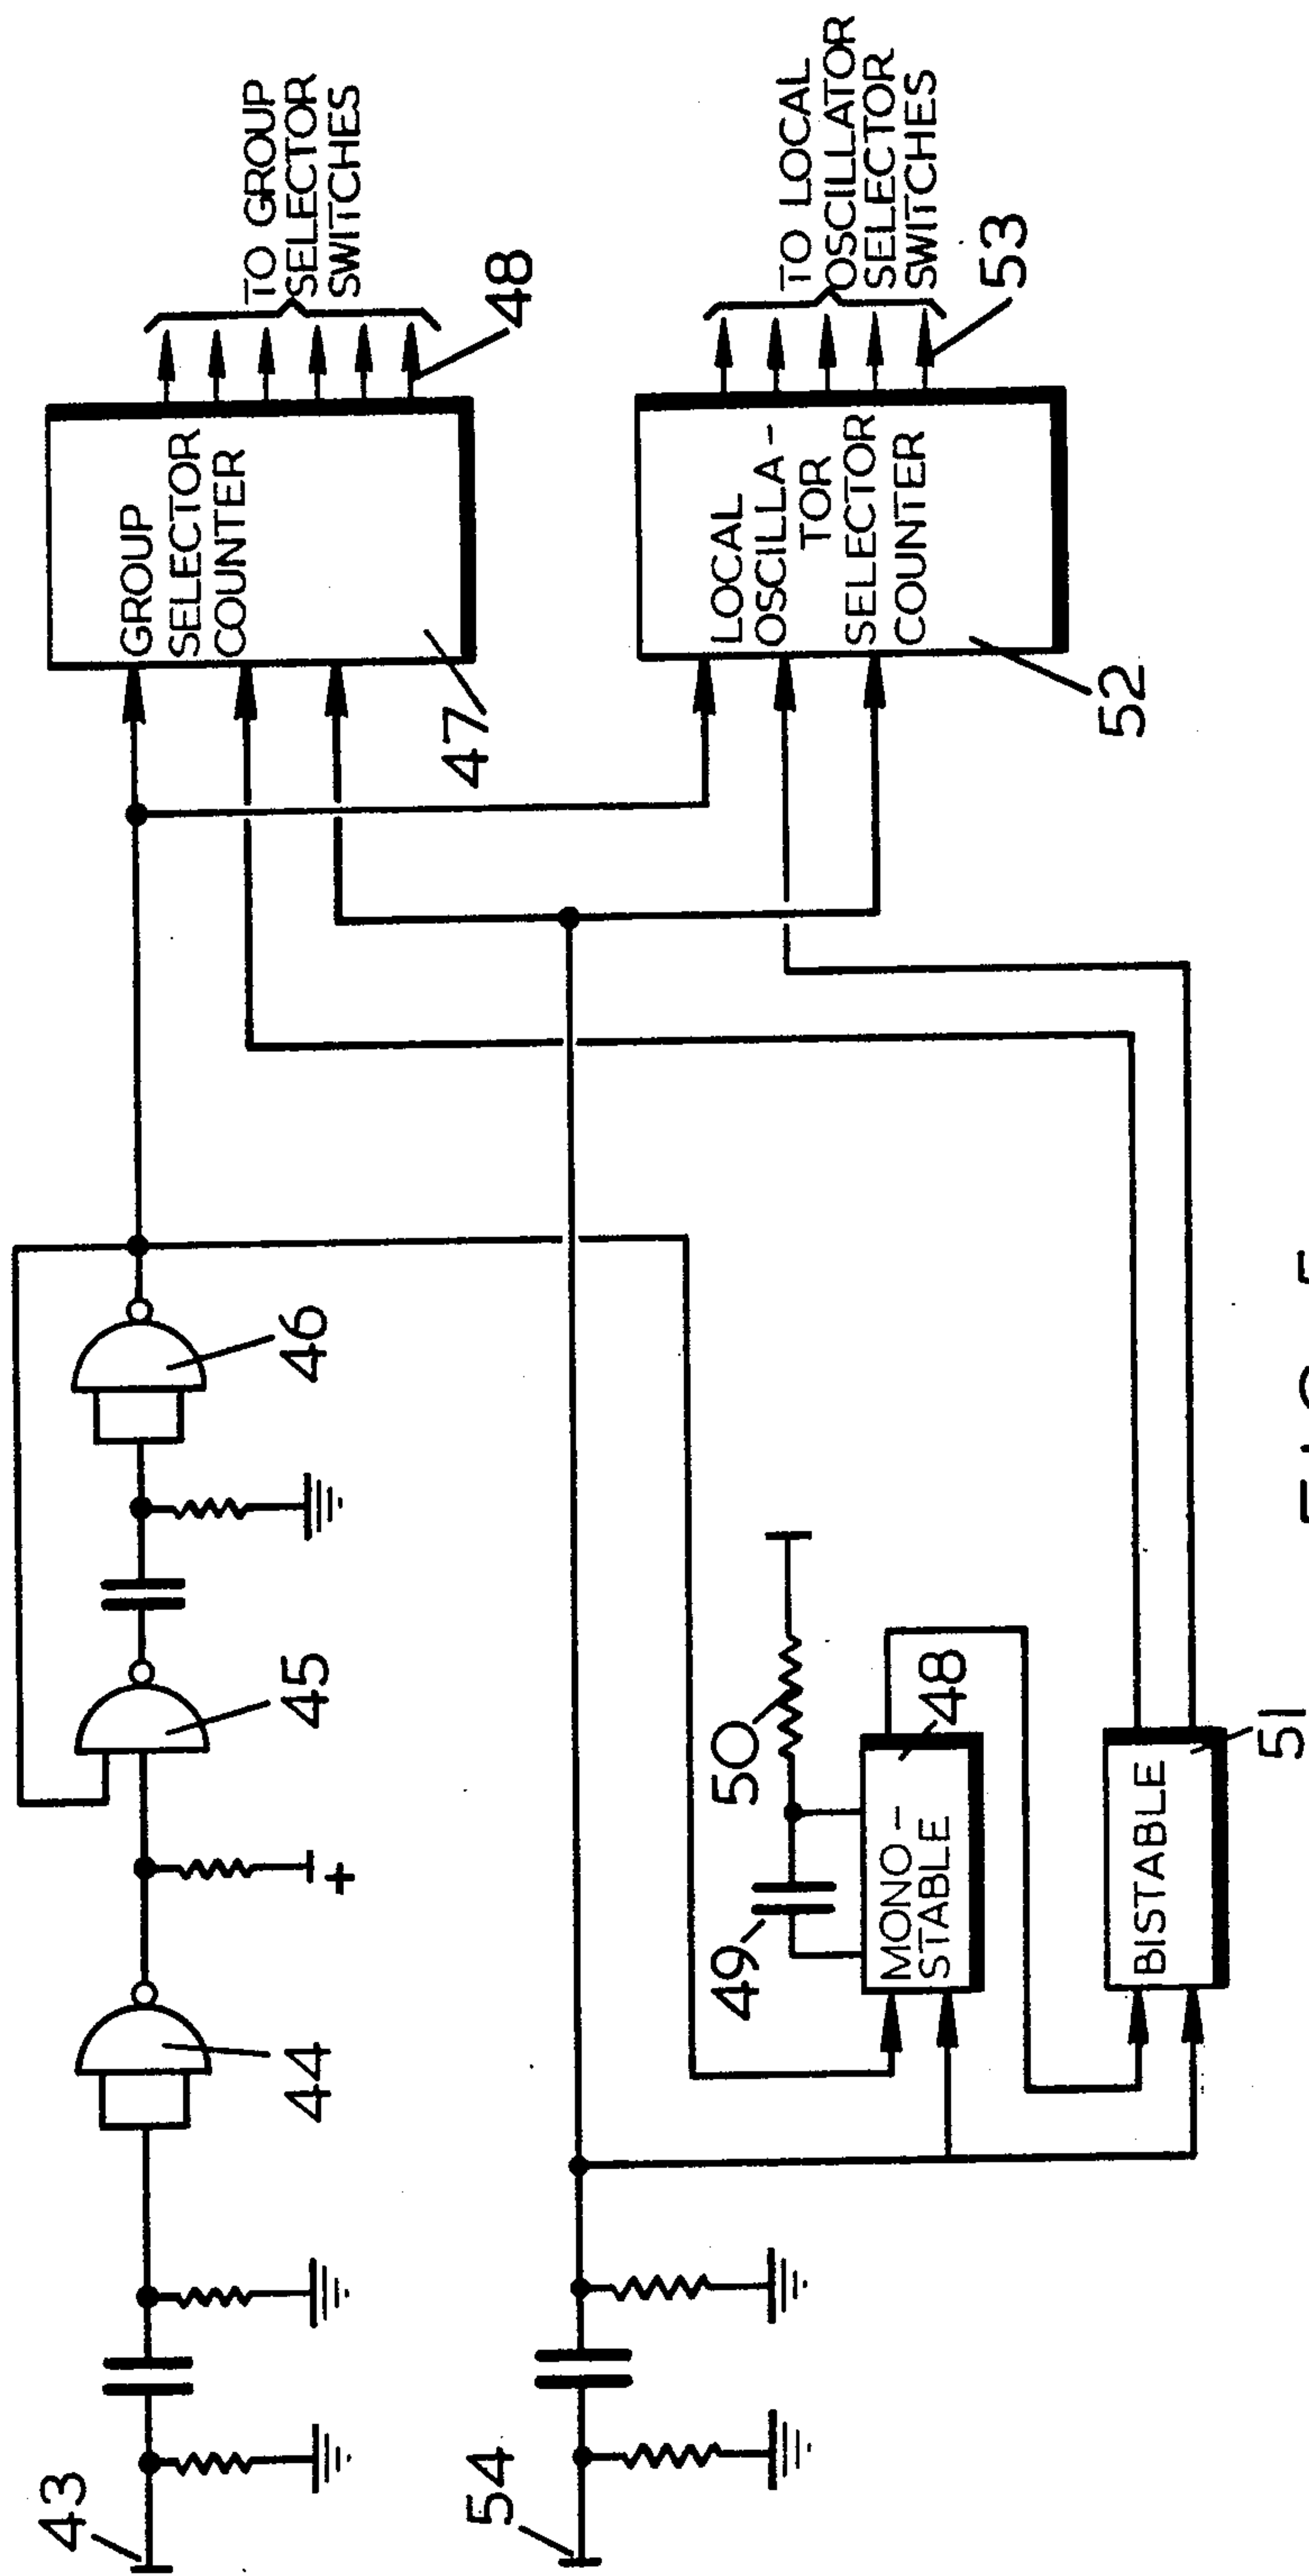 43
44
45
46
GROUP
SELECTOR
COUNTER
47
TO GROUP
SELECTOR
SWITCHES
48
54
49
50
MONO-
STABLE
48
BISTABLE
51
LOCAL
OSCILLA-
TOR
SELECTOR
COUNTER
52
TO LOCAL
OSCILLATOR
SELECTOR
SWITCHES
53
+